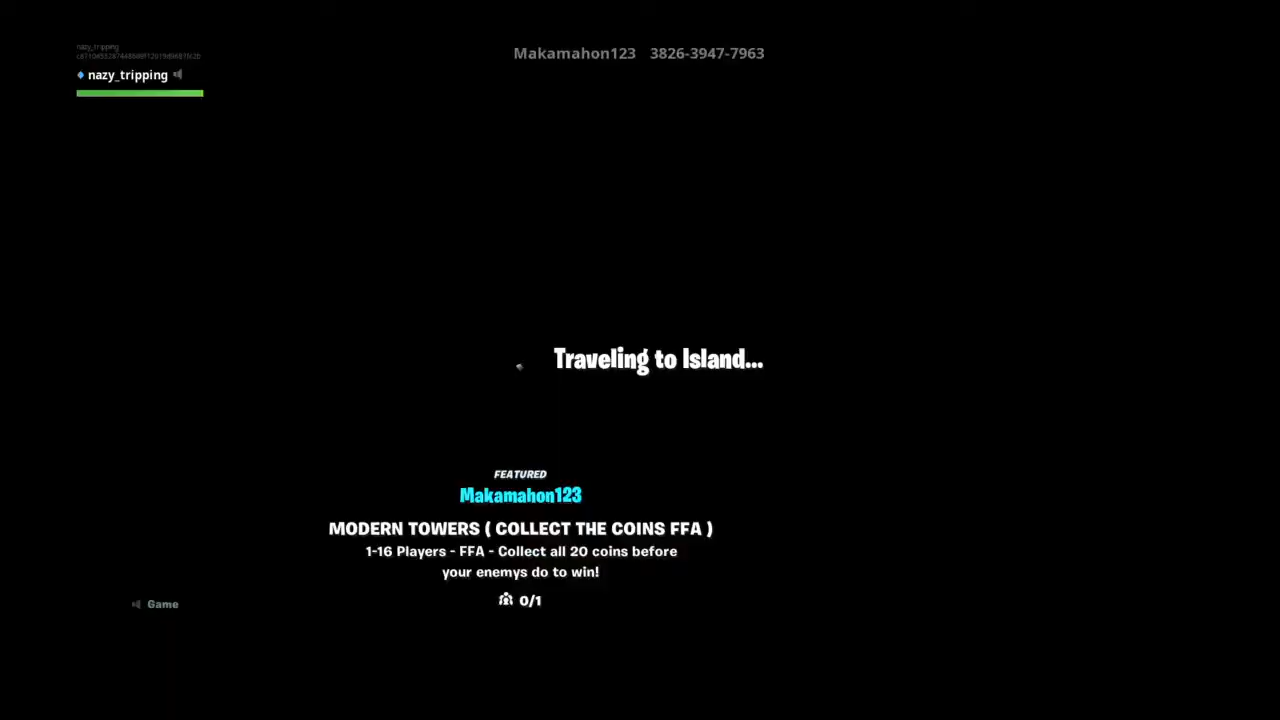 nazy_tripping
Makamahon123 3826-3947-7963
nazy_tripping
Traveling to Island...
FEATURED
Makamahon123
MODERN TOWERS ( COLLECT THE COINS FFA )
1-16 Players - FFA - Collect all 20 coins before
your enemys do to win!
0/1
Game